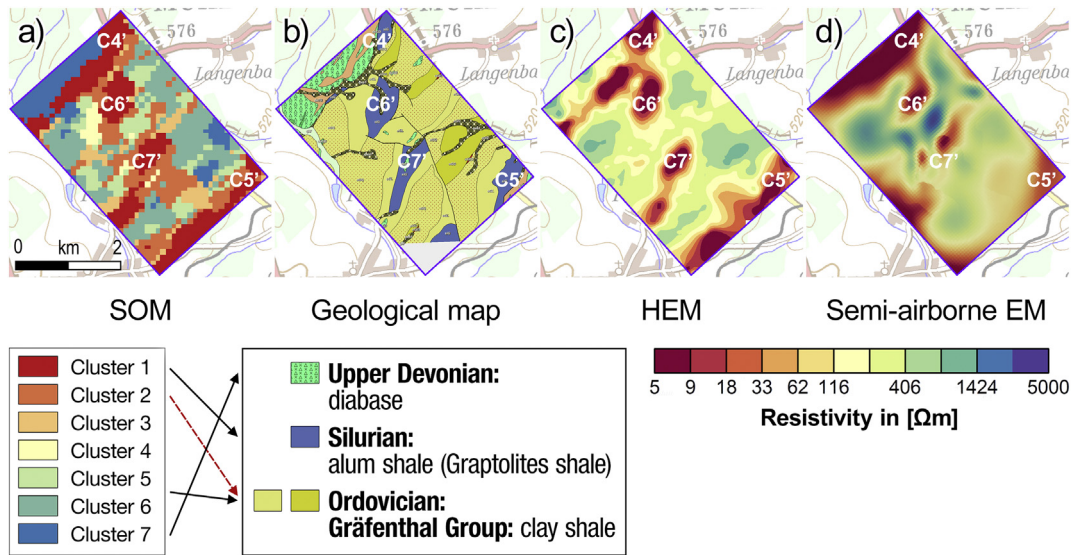 a)
C4'
576
Langenba
C6'
C7'
C5'
520
0 km 2
b)
C4'
576
Langenba
C6'
C7'
C5'
c)
C4'
576
Langenba
C6'
C7'
C5'
d)
C4'
576
Langenba
C6'
C7'
C5'
SOM
Geological map
HEM
Semi-airborne EM
Cluster 1
Cluster 2
Cluster 3
Cluster 4
Cluster 5
Cluster 6
Cluster 7
Upper Devonian:
diabase
Silurian:
alum shale (Graptolites shale)
Ordovician:
Gräfenthal Group: clay shale
5 9 18 33 62 116 406 1424 5000
Resistivity in [Ωm]